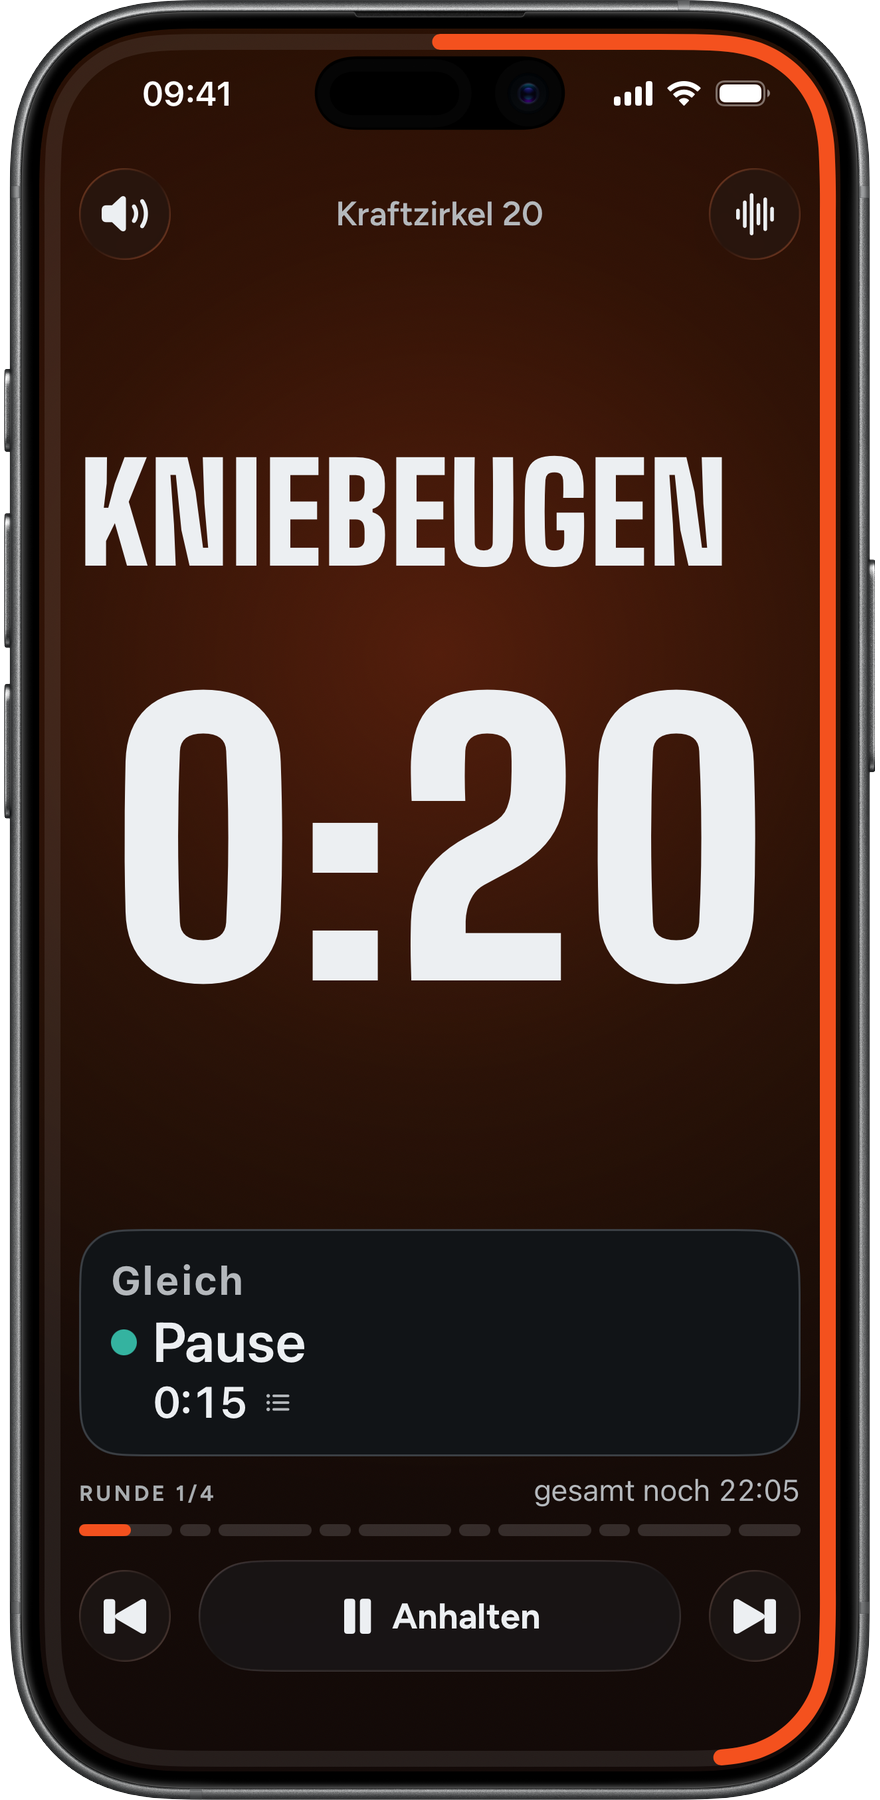 09:41
Kraftzirkel 20
KNIEBEUGEN
0:20
Gleich
Pause
0:15
RUNDE 1/4
gesamt noch 22:05
Anhalten